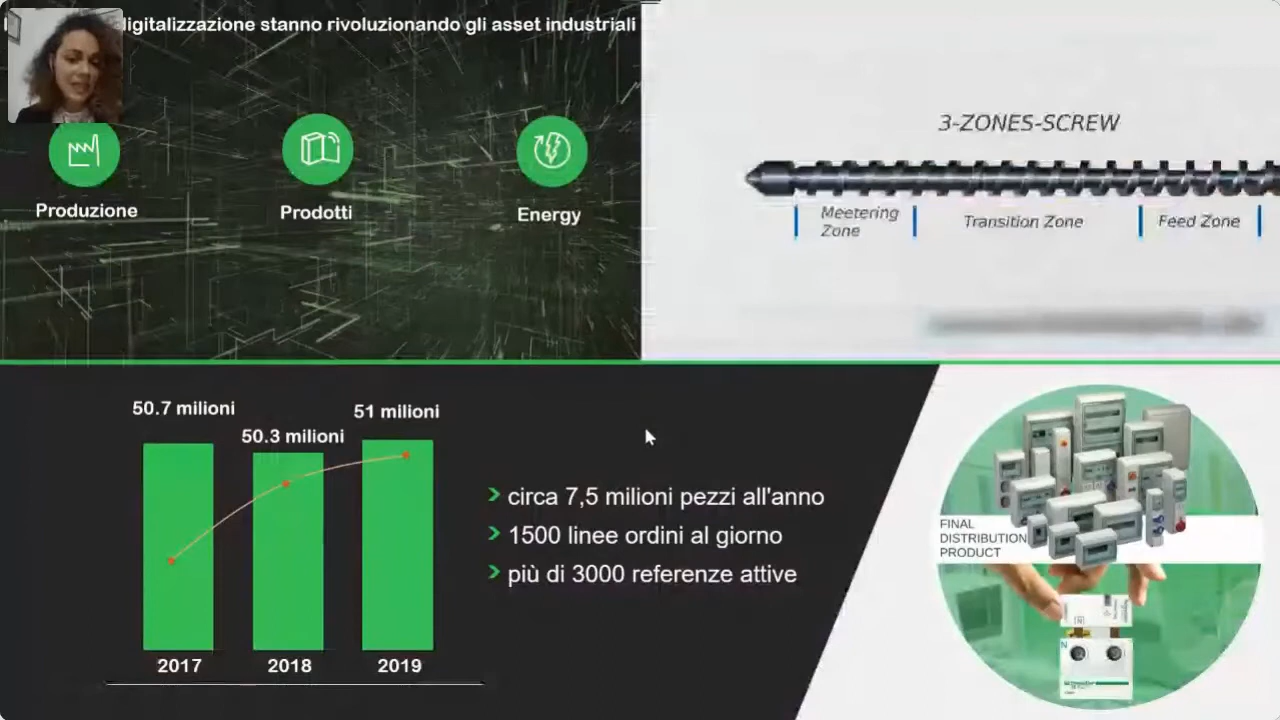 digitalizzazione stanno rivoluzionando gli asset industriali
Produzione
Prodotti
Energy
3-ZONES-SCREW
Meetering
Zone
Transition Zone
Feed Zone
50.7 milioni
50.3 milioni
51 milioni
2017
2018
2019
circa 7,5 milioni pezzi all'anno
1500 linee ordini al giorno
più di 3000 referenze attive
FINAL
DISTRIBUTION
PRODUCT
N
Schneider